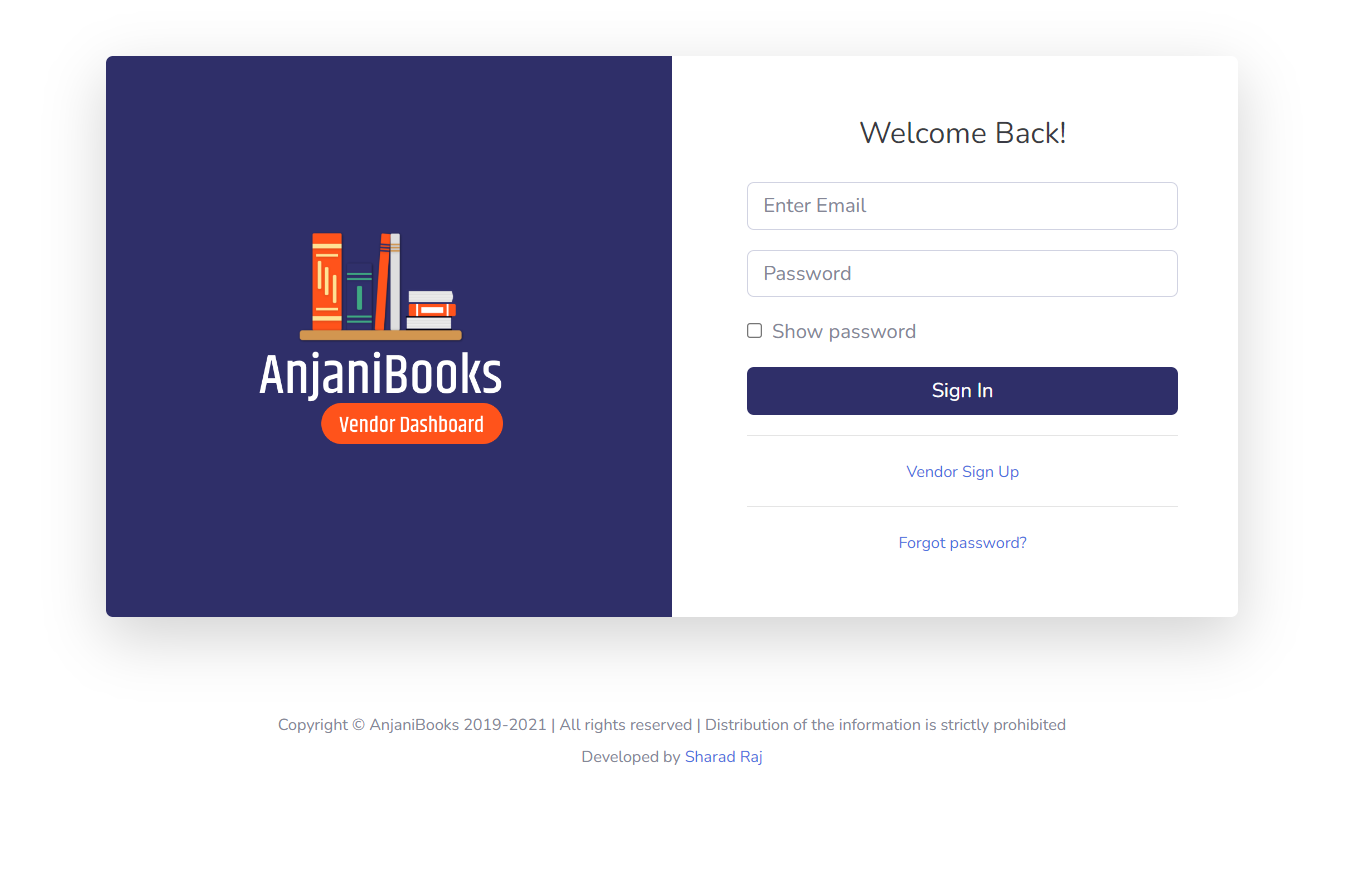 AnjaniBooks
Vendor Dashboard
Welcome Back!
Enter Email
Password
Show password
Sign In
Vendor Sign Up
Forgot password?
Copyright © AnjaniBooks 2019-2021 | All rights reserved | Distribution of the information is strictly prohibited
Developed by Sharad Raj